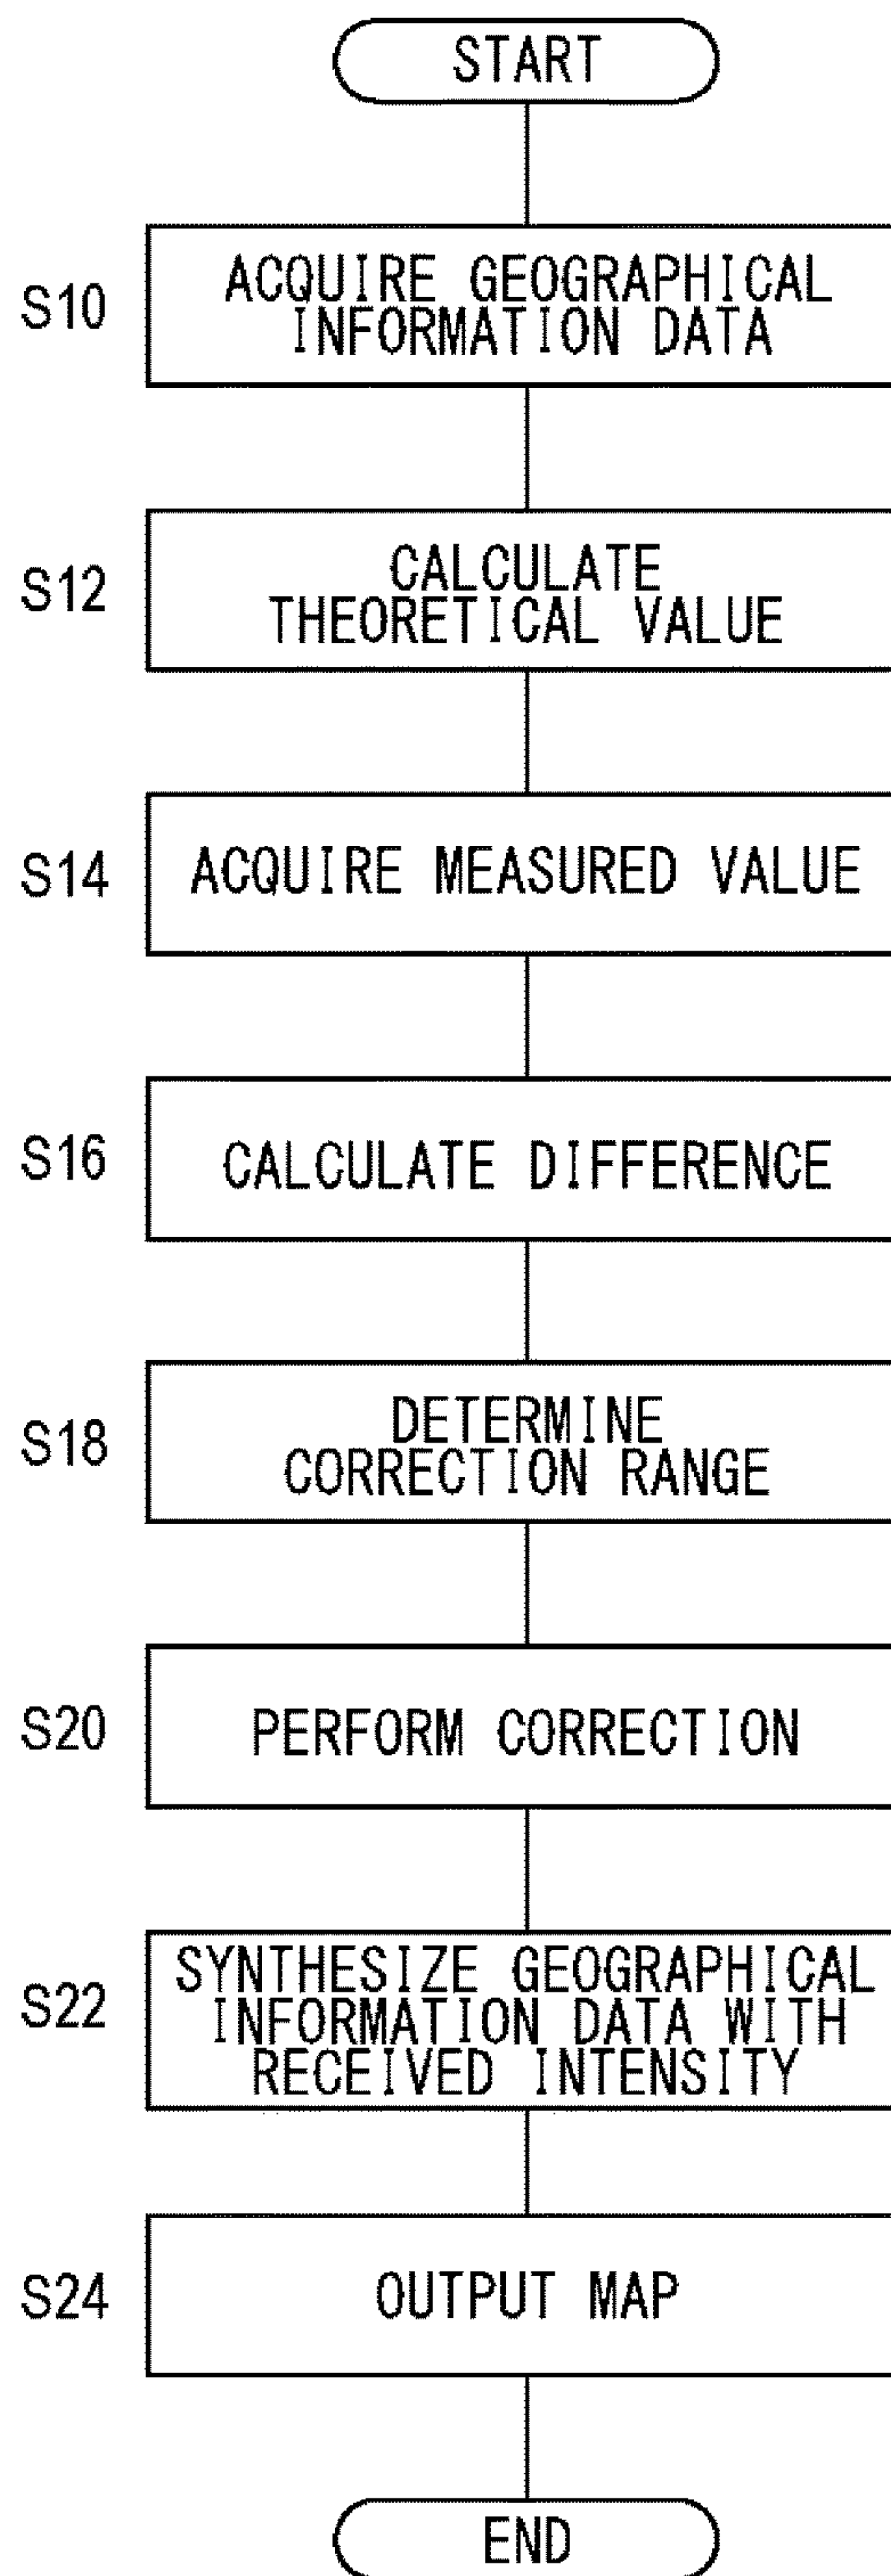 START
S10
ACQUIRE GEOGRAPHICAL
INFORMATION DATA
S12
CALCULATE
THEORETICAL VALUE
S14
ACQUIRE MEASURED VALUE
S16
CALCULATE DIFFERENCE
S18
DETERMINE
CORRECTION RANGE
S20
PERFORM CORRECTION
S22
SYNTHESIZE GEOGRAPHICAL
INFORMATION DATA WITH
RECEIVED INTENSITY
S24
OUTPUT MAP
END